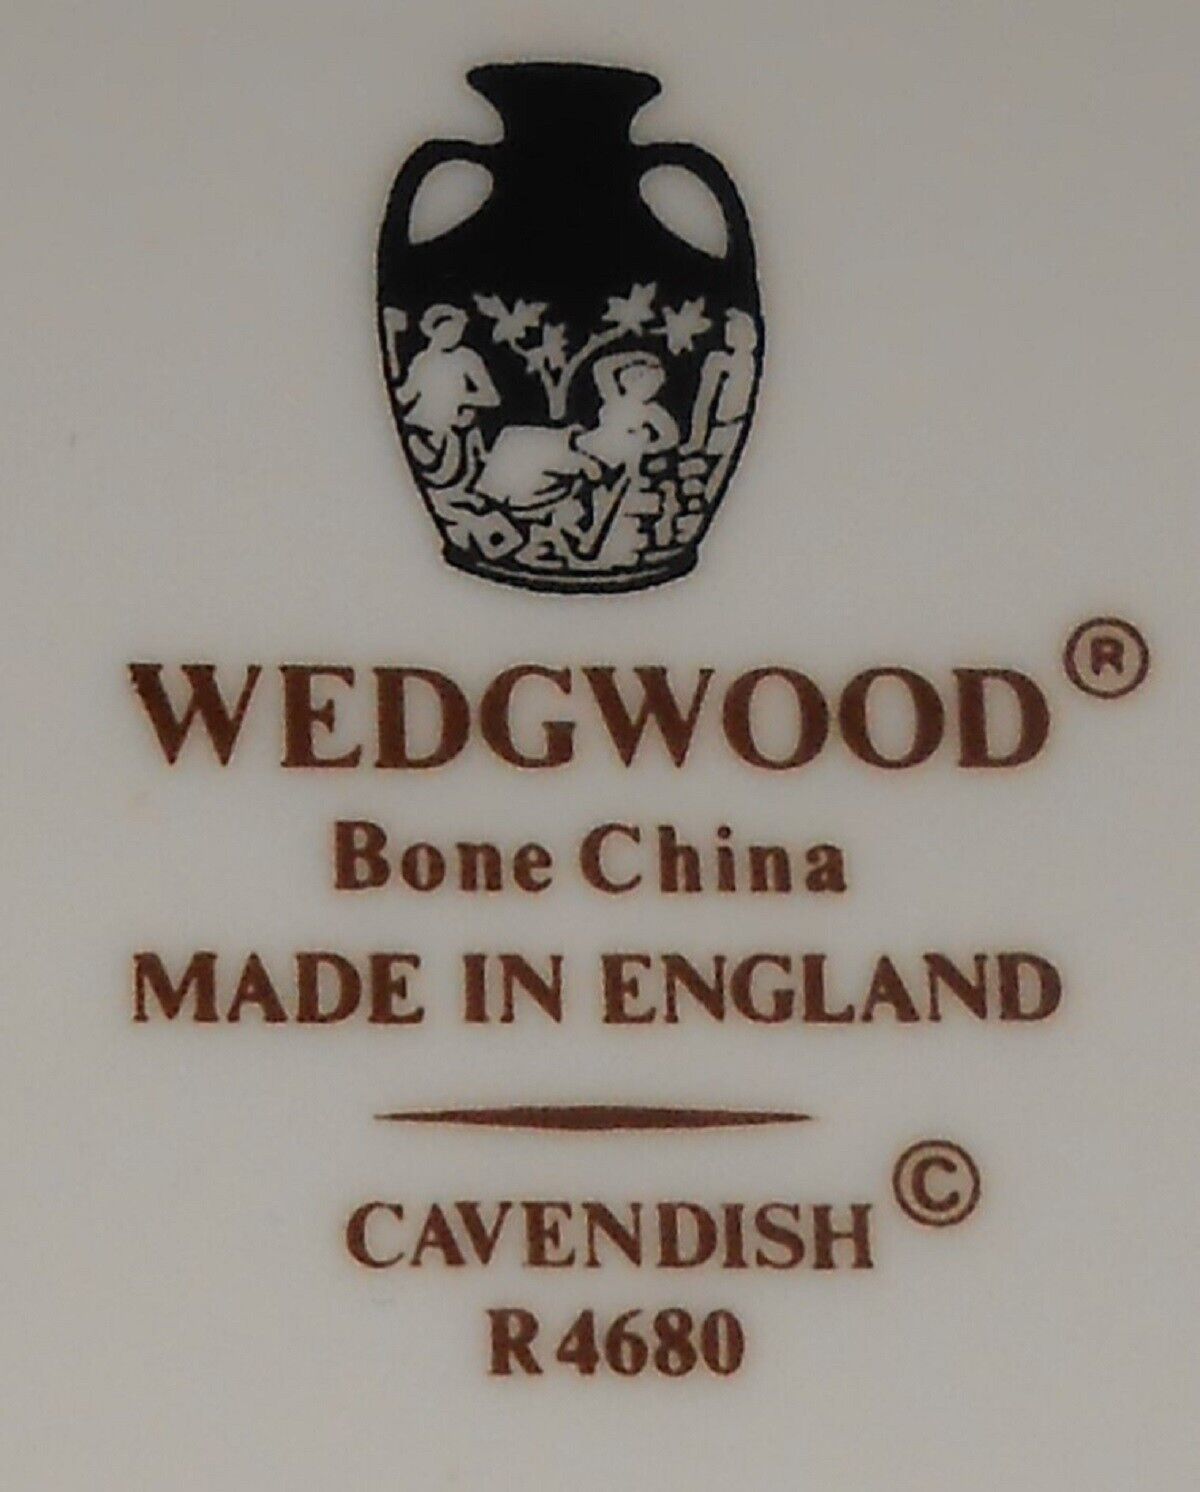 WEDGWOOD®
Bone China
MADE IN ENGLAND
CAVENDISH©
R4680